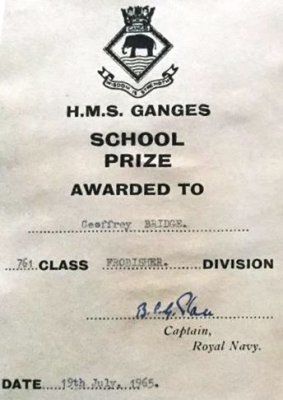 WISDOM IS STRENGTH
H.M.S. GANGES
SCHOOL
PRIZE
AWARDED TO
Geoffrey BRIDGE.
761 CLASS FROBISHER. DIVISION
Captain,
Royal Navy.
DATE 19th July, 1965.